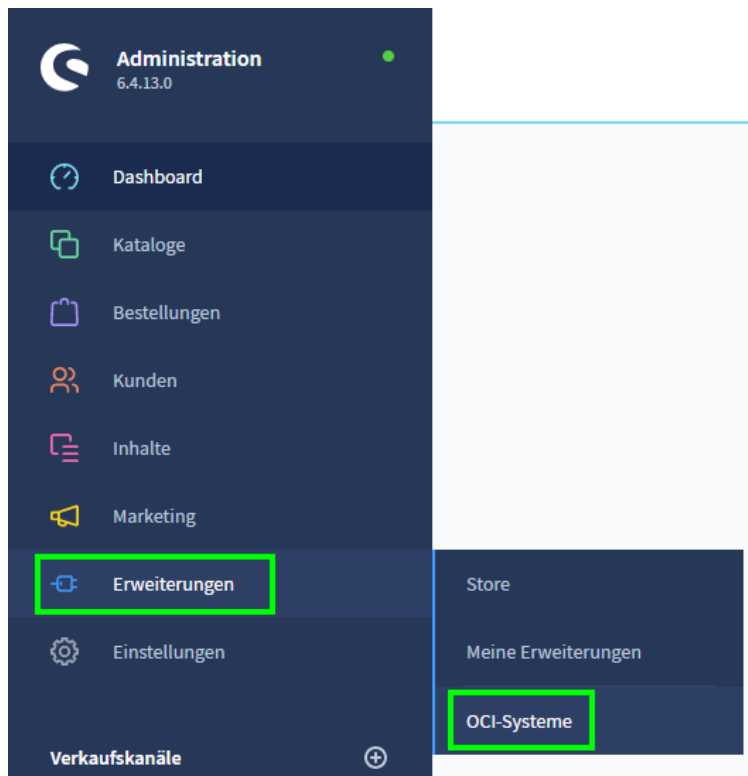 Administration
6.4.13.0
Dashboard
Kataloge
Bestellungen
Kunden
Inhalte
Marketing
Erweiterungen
Store
Einstellungen
Meine Erweiterungen
OCI-Systeme
Verkaufskanäle